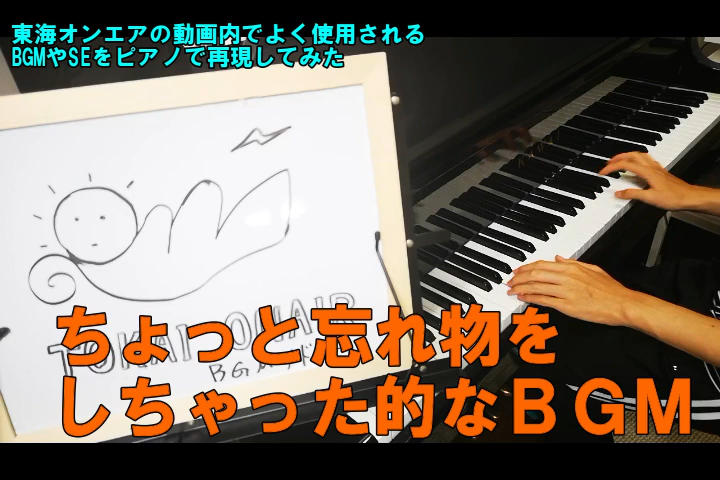 東海オンエアの動画内でよく使用される
BGMやSEをピアノで再現してみた
TOKAI ONAIR
ちょっと忘れ物を
しちゃった的なＢＧＭ